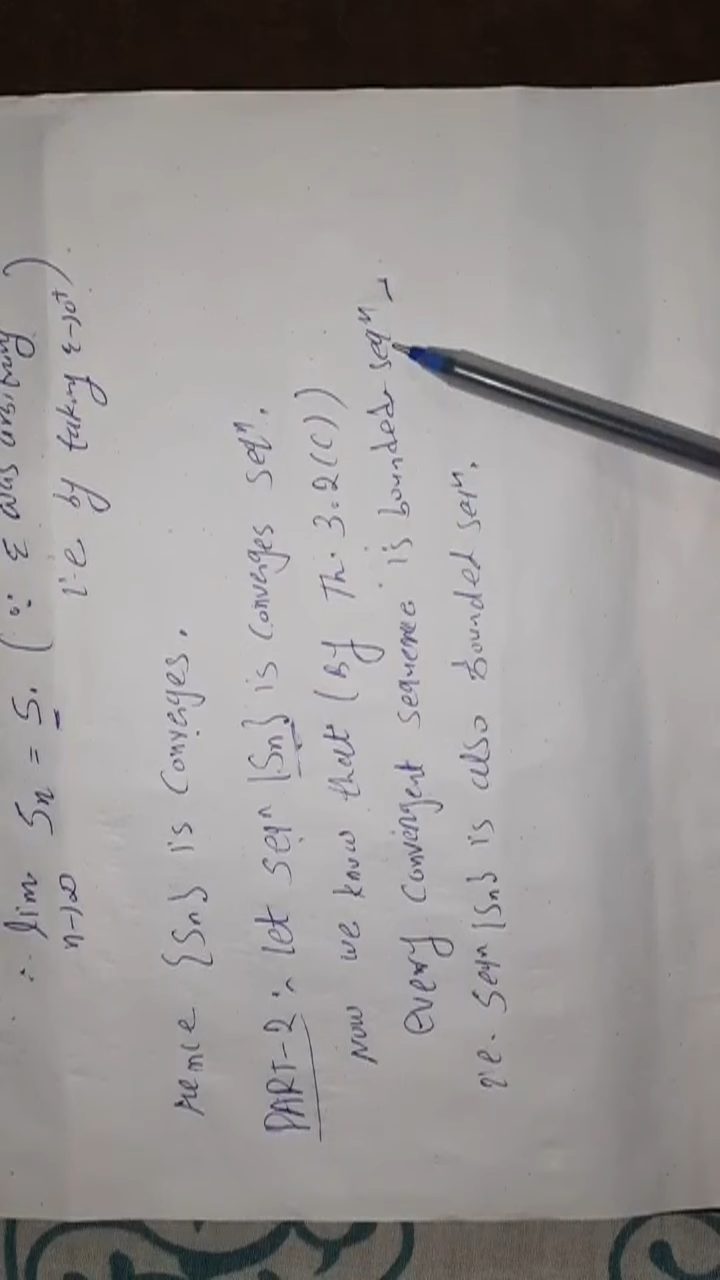 ∴ lim Sn = S. ( ∵ ε was arbitrary )
n→∞ i.e by taking ε→0⁺ ) .
Hence {Sn} is Converges .
PART-2 : Let seqⁿ {Sn} is converges seqⁿ.
Now we know that ( By Th. 3.2(C) )
every convergent sequence is bounded seqⁿ
i.e. seqⁿ {Sn} is also bounded seqⁿ.